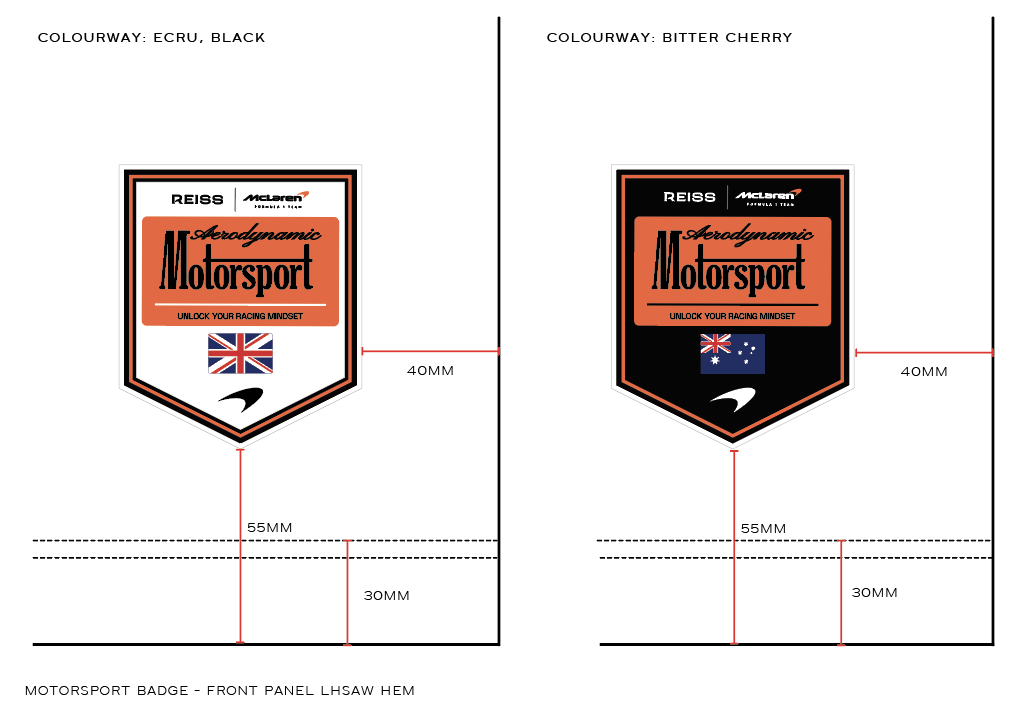 COLOURWAY: ECRU, BLACK
REISS | McLaren
FORMULA 1 TEAM
Aerodynamic
Motorsport
UNLOCK YOUR RACING MINDSET
40MM
55MM
30MM
COLOURWAY: BITTER CHERRY
REISS | McLaren
FORMULA 1 TEAM
Aerodynamic
Motorsport
UNLOCK YOUR RACING MINDSET
40MM
55MM
30MM
MOTORSPORT BADGE - FRONT PANEL LHSAW HEM